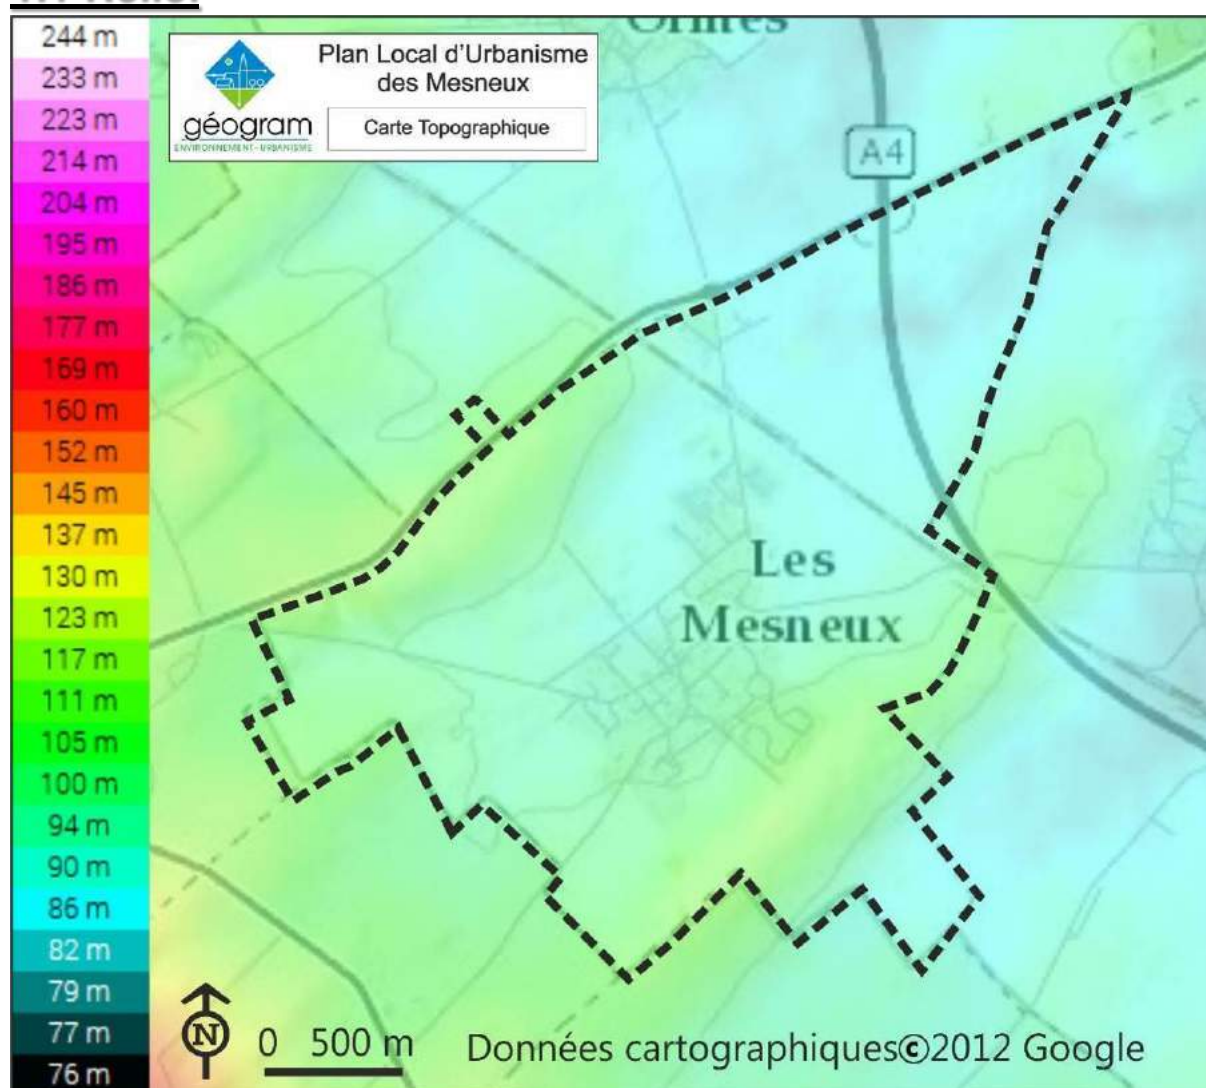 244 m
233 m
223 m
214 m
204 m
195 m
186 m
177 m
169 m
160 m
152 m
145 m
137 m
130 m
123 m
117 m
111 m
105 m
100 m
94 m
90 m
86 m
82 m
79 m
77 m
76 m
géogram
ENVIRONNEMENT-URBANISME
Plan Local d'Urbanisme
des Mesneux
Carte Topographique
A4
Les
Mesneux
N
0 500 m
Données cartographiques©2012 Google